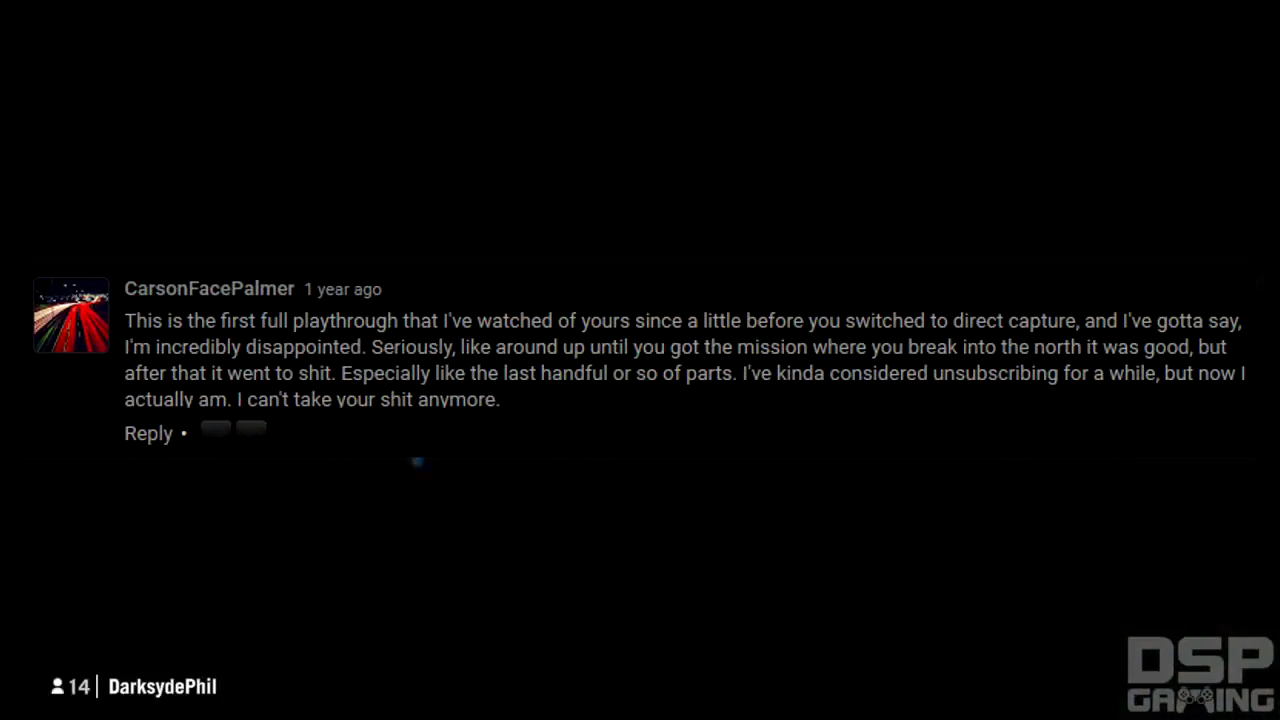 CarsonFacePalmer 1 year ago
This is the first full playthrough that I've watched of yours since a little before you switched to direct capture, and I've gotta say,
I'm incredibly disappointed. Seriously, like around up until you got the mission where you break into the north it was good, but
after that it went to shit. Especially like the last handful or so of parts. I've kinda considered unsubscribing for a while, but now I
actually am. I can't take your shit anymore.
Reply •
14 | DarksydePhil
DSP
GAMING